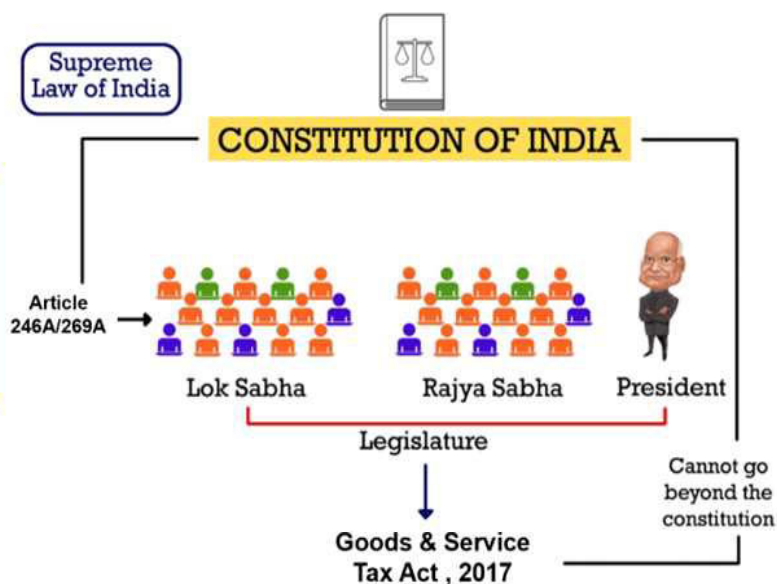 Supreme
Law of India
CONSTITUTION OF INDIA
Article
246A/269A
Lok Sabha
Rajya Sabha
President
Legislature
Cannot go
beyond the
constitution
Goods & Service
Tax Act , 2017